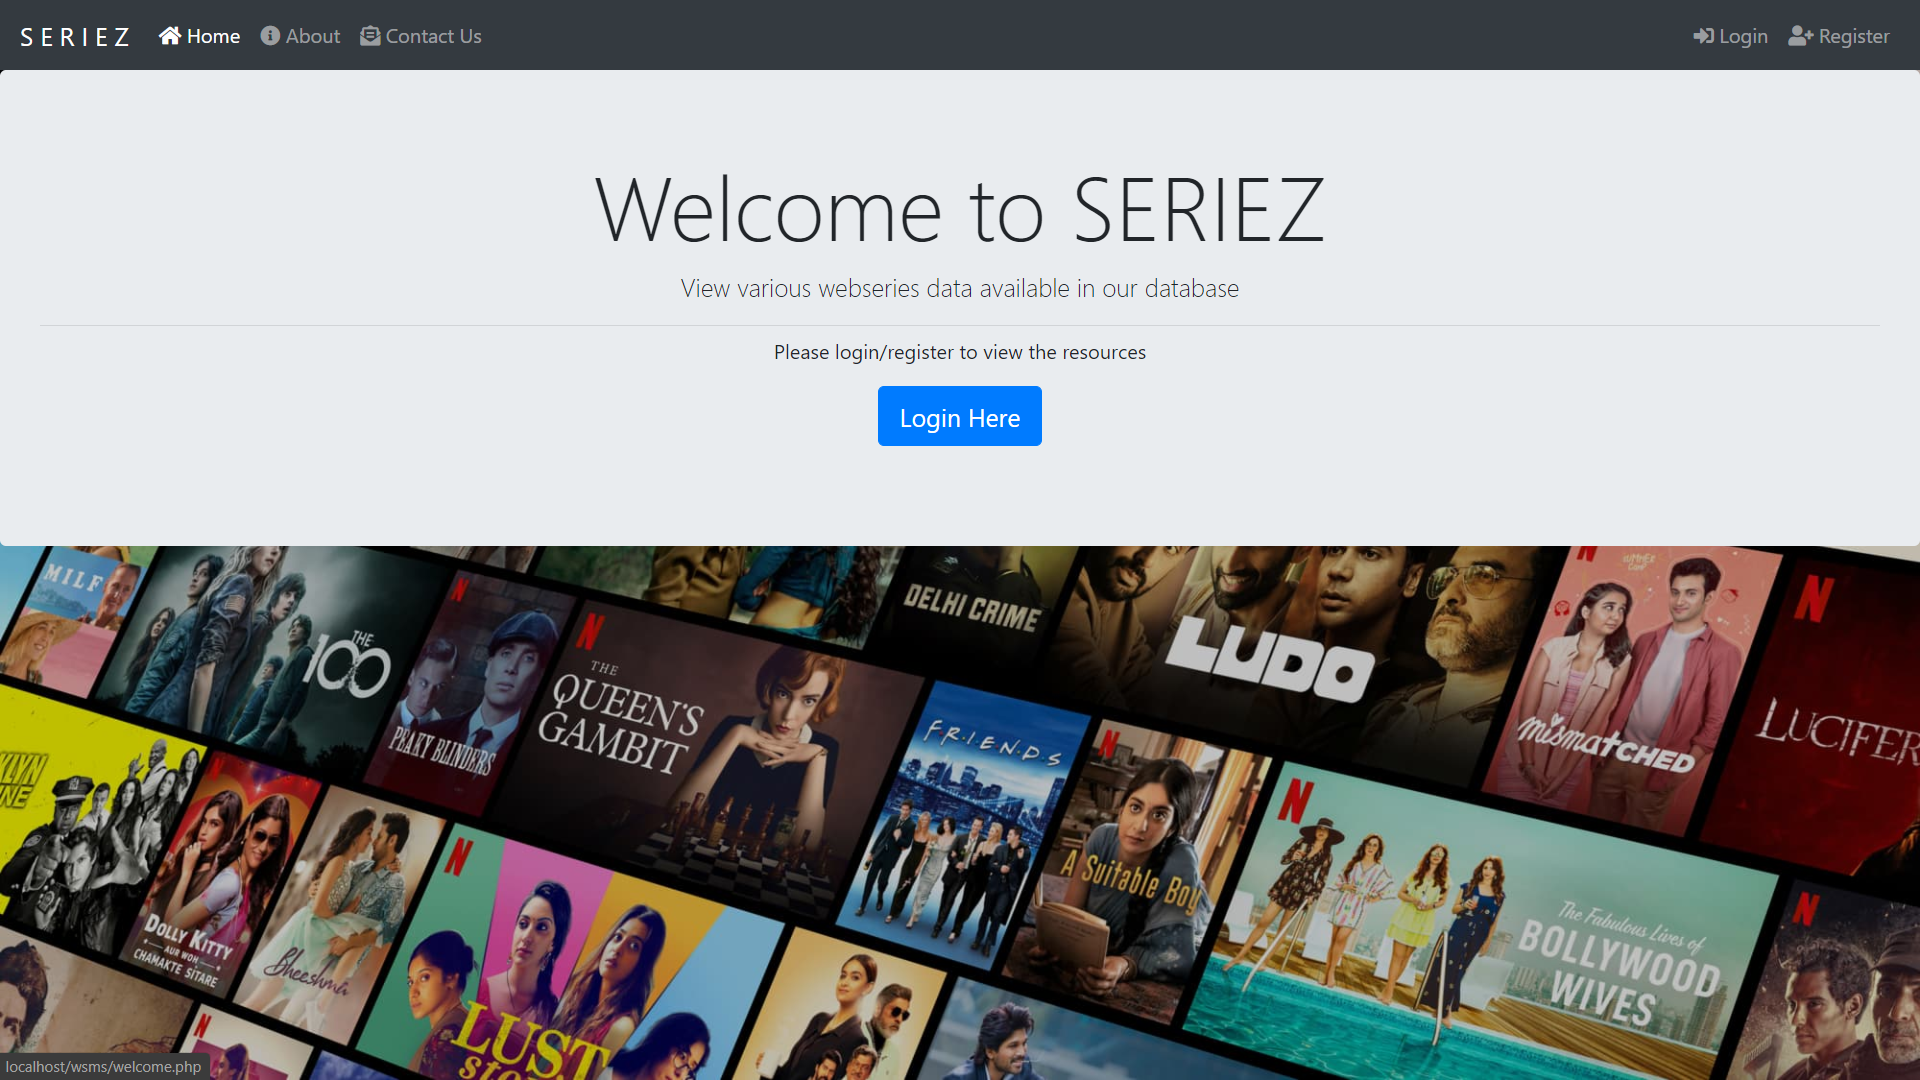 SERIEZ Home About Contact Us Login Register
Welcome to SERIEZ
View various webseries data available in our database
Please login/register to view the resources
Login Here
MILF
THE
100
N
PEAKY BLINDERS
N
THE
QUEEN'S
GAMBIT
DELHI CRIME
LUDO
N
mismatched
N
LUCIFER
KLYN
NE
DOLLY KITTY
AUR WOH
CHAMAKTE SITARE
Bheeshma
F·R·I·E·N·D·S
N
A Suitable Boy
N
The Fabulous Lives of
BOLLYWOOD
WIVES
N
LUST
sto
N
N
localhost/wsms/welcome.php